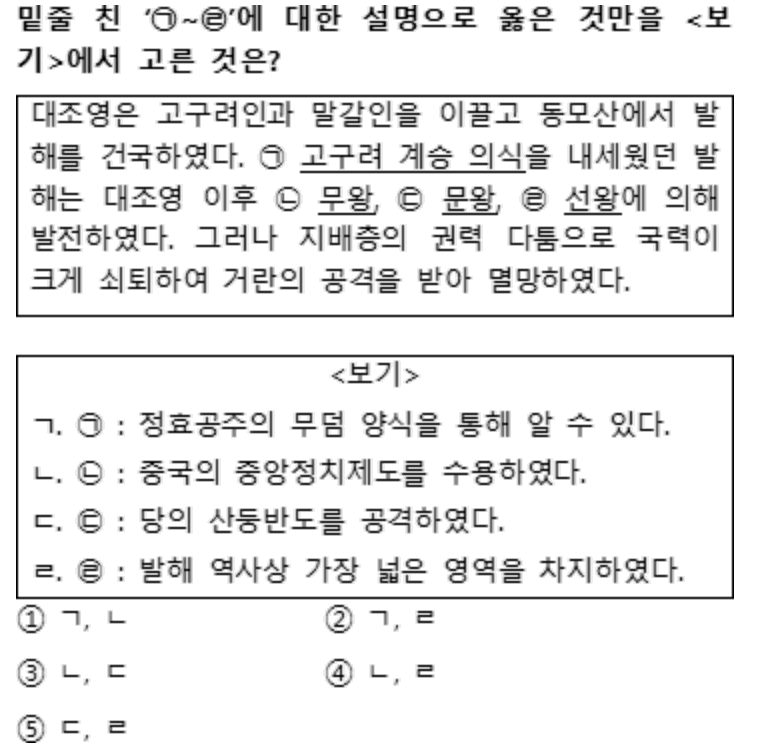 밑줄 친 '㉠~㉣'에 대한 설명으로 옳은 것만을 <보
기>에서 고른 것은?
대조영은 고구려인과 말갈인을 이끌고 동모산에서 발
해를 건국하였다. ㉠ 고구려 계승 의식을 내세웠던 발
해는 대조영 이후 ㉡ 무왕, ㉢ 문왕, ㉣ 선왕에 의해
발전하였다. 그러나 지배층의 권력 다툼으로 국력이
크게 쇠퇴하여 거란의 공격을 받아 멸망하였다.
<보기>
ㄱ. ㉠ : 정효공주의 무덤 양식을 통해 알 수 있다.
ㄴ. ㉡ : 중국의 중앙정치제도를 수용하였다.
ㄷ. ㉢ : 당의 산둥반도를 공격하였다.
ㄹ. ㉣ : 발해 역사상 가장 넓은 영역을 차지하였다.
① ㄱ, ㄴ ② ㄱ, ㄹ
③ ㄴ, ㄷ ④ ㄴ, ㄹ
⑤ ㄷ, ㄹ